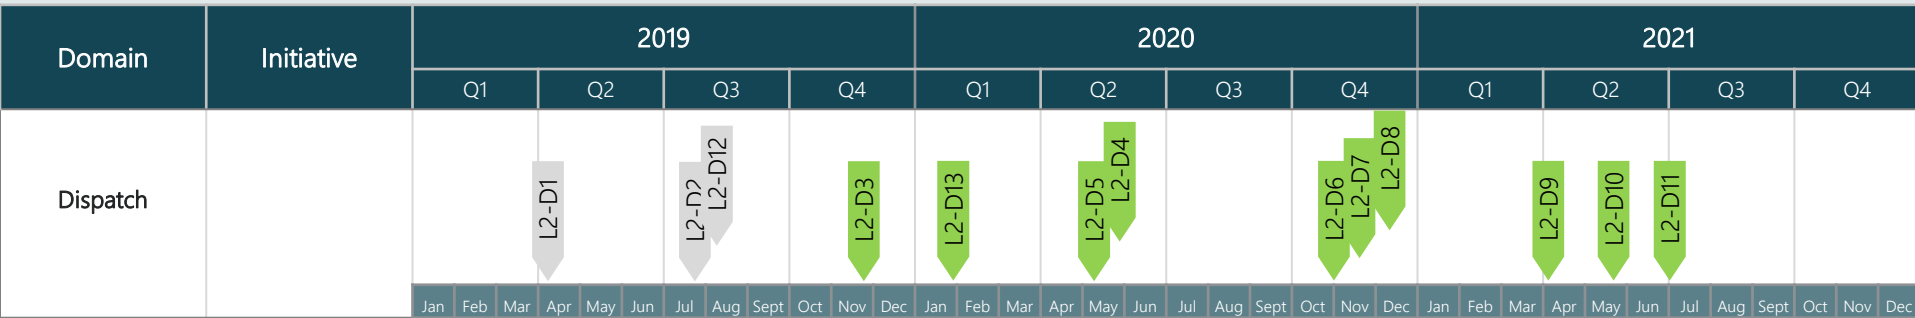 Domain
Initiative
2019
2020
2021
Q1 Q2 Q3 Q4 Q1 Q2 Q3 Q4 Q1 Q2 Q3 Q4
Dispatch
L2-D1
L2-D2
L2-D12
L2-D3
L2-D13
L2-D5
L2-D4
L2-D6
L2-D7
L2-D8
L2-D9
L2-D10
L2-D11
Jan Feb Mar Apr May Jun Jul Aug Sept Oct Nov Dec Jan Feb Mar Apr May Jun Jul Aug Sept Oct Nov Dec Jan Feb Mar Apr May Jun Jul Aug Sept Oct Nov Dec